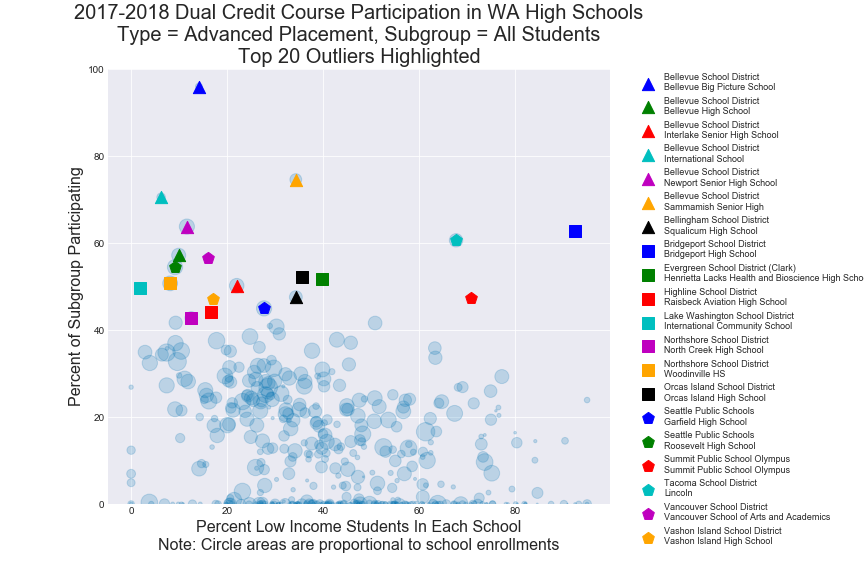 2017-2018 Dual Credit Course Participation in WA High Schools
Type = Advanced Placement, Subgroup = All Students
Top 20 Outliers Highlighted
100
80
60
40
20
0
Percent of Subgroup Participating
0 20 40 60 80
Percent Low Income Students In Each School
Note: Circle areas are proportional to school enrollments
Bellevue School District
Bellevue Big Picture School
Bellevue School District
Bellevue High School
Bellevue School District
Interlake Senior High School
Bellevue School District
International School
Bellevue School District
Newport Senior High School
Bellevue School District
Sammamish Senior High
Bellingham School District
Squalicum High School
Bridgeport School District
Bridgeport High School
Evergreen School District (Clark)
Henrietta Lacks Health and Bioscience High Scho
Highline School District
Raisbeck Aviation High School
Lake Washington School District
International Community School
Northshore School District
North Creek High School
Northshore School District
Woodinville HS
Orcas Island School District
Orcas Island High School
Seattle Public Schools
Garfield High School
Seattle Public Schools
Roosevelt High School
Summit Public School Olympus
Summit Public School Olympus
Tacoma School District
Lincoln
Vancouver School District
Vancouver School of Arts and Academics
Vashon Island School District
Vashon Island High School